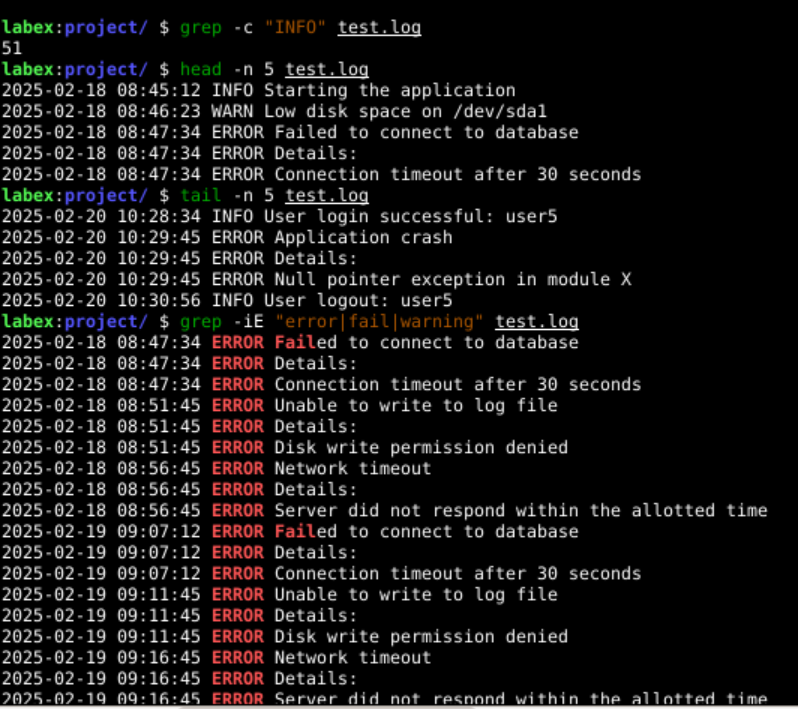 labex:project/ $ grep -c "INFO" test.log
51
labex:project/ $ head -n 5 test.log
2025-02-18 08:45:12 INFO Starting the application
2025-02-18 08:46:23 WARN Low disk space on /dev/sda1
2025-02-18 08:47:34 ERROR Failed to connect to database
2025-02-18 08:47:34 ERROR Details:
2025-02-18 08:47:34 ERROR Connection timeout after 30 seconds
labex:project/ $ tail -n 5 test.log
2025-02-20 10:28:34 INFO User login successful: user5
2025-02-20 10:29:45 ERROR Application crash
2025-02-20 10:29:45 ERROR Details:
2025-02-20 10:29:45 ERROR Null pointer exception in module X
2025-02-20 10:30:56 INFO User logout: user5
labex:project/ $ grep -iE "error|fail|warning" test.log
2025-02-18 08:47:34 ERROR Failed to connect to database
2025-02-18 08:47:34 ERROR Details:
2025-02-18 08:47:34 ERROR Connection timeout after 30 seconds
2025-02-18 08:51:45 ERROR Unable to write to log file
2025-02-18 08:51:45 ERROR Details:
2025-02-18 08:51:45 ERROR Disk write permission denied
2025-02-18 08:56:45 ERROR Network timeout
2025-02-18 08:56:45 ERROR Details:
2025-02-18 08:56:45 ERROR Server did not respond within the allotted time
2025-02-19 09:07:12 ERROR Failed to connect to database
2025-02-19 09:07:12 ERROR Details:
2025-02-19 09:07:12 ERROR Connection timeout after 30 seconds
2025-02-19 09:11:45 ERROR Unable to write to log file
2025-02-19 09:11:45 ERROR Details:
2025-02-19 09:11:45 ERROR Disk write permission denied
2025-02-19 09:16:45 ERROR Network timeout
2025-02-19 09:16:45 ERROR Details:
2025-02-19 09:16:45 ERROR Server did not respond within the allotted time